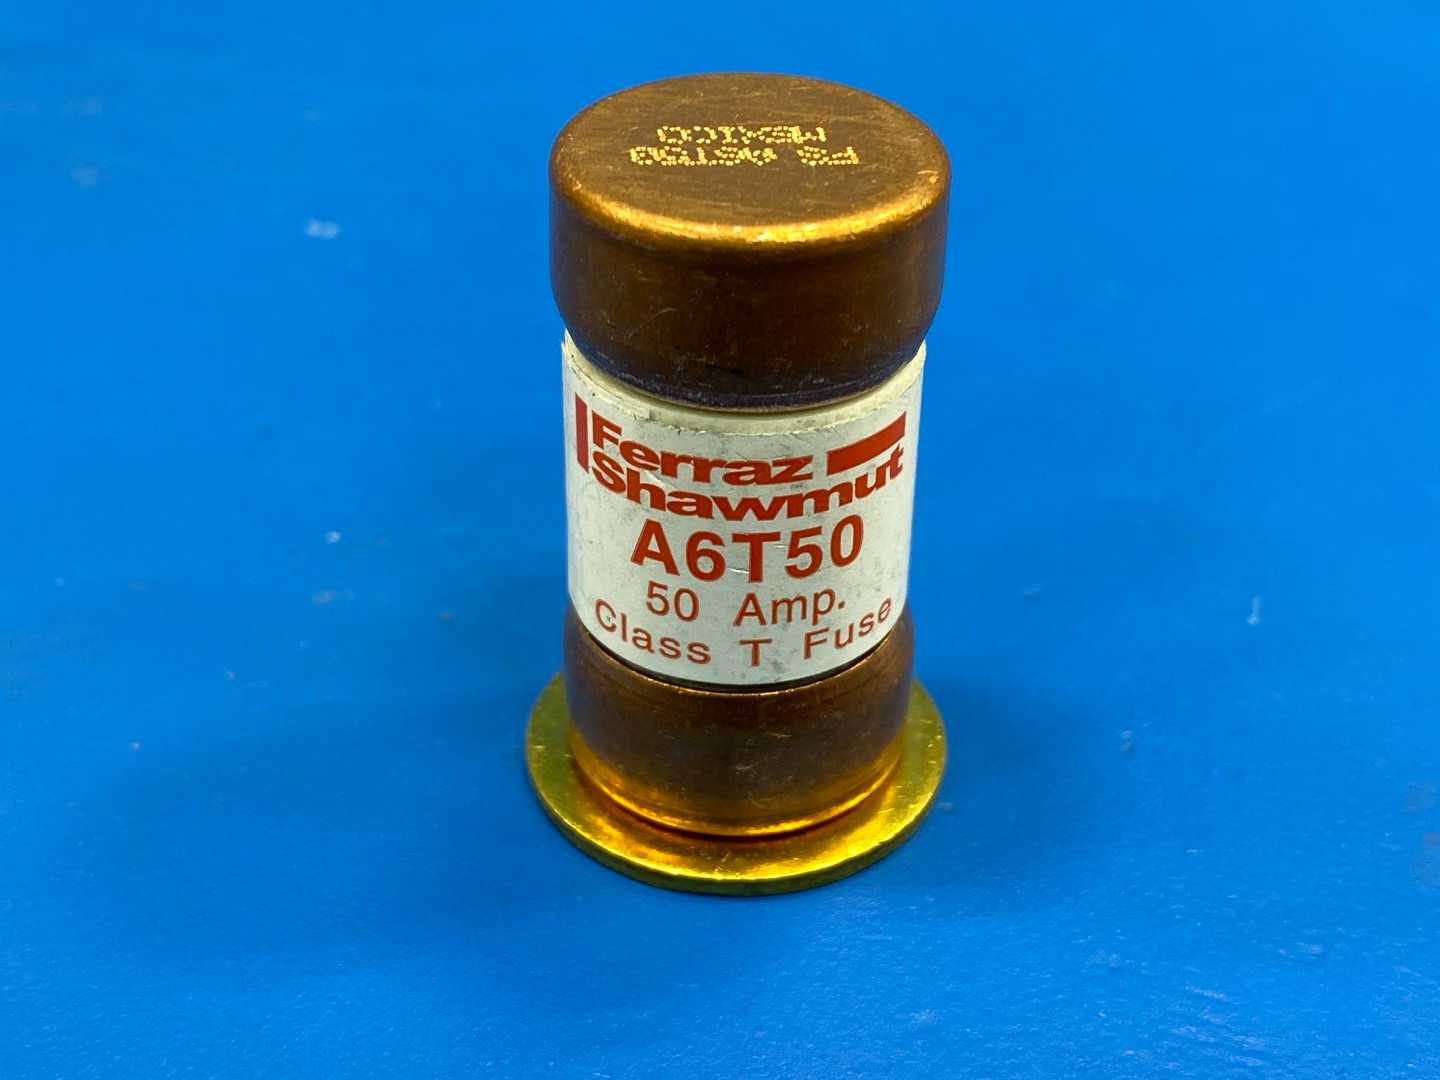 Ferraz
Shawmut
A6T50
50 Amp.
Class T Fuse